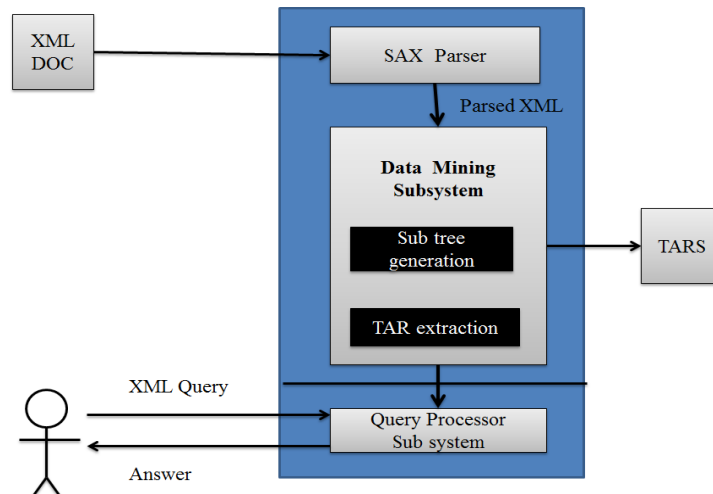 XML
DOC
SAX Parser
Parsed XML
Data Mining
Subsystem
Sub tree
generation
TAR extraction
TARS
XML Query
Query Processor
Sub system
Answer